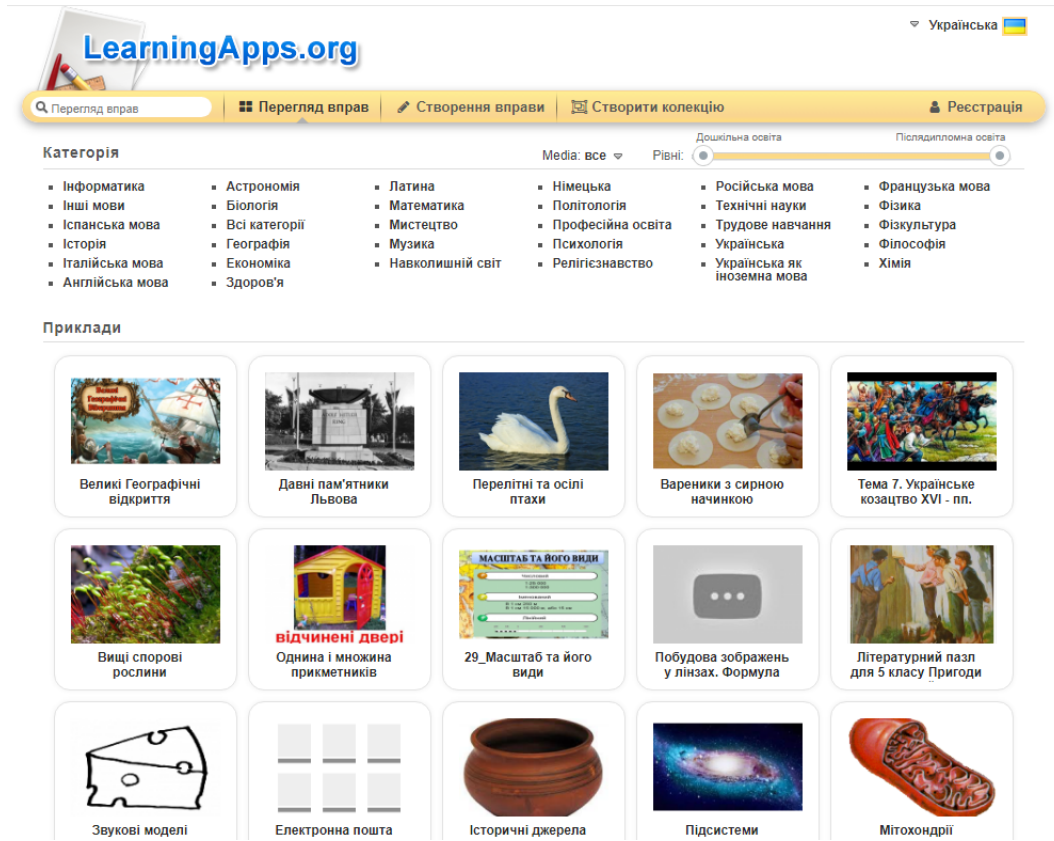 Українська
LearningApps.org
Перегляд вправ
Перегляд вправ
Створення вправи
Створити колекцію
Реєстрація
Категорія
Media: все
Рівні:
Дошкільна освіта
Післядипломна освіта
Інформатика
Інші мови
Іспанська мова
Історія
Італійська мова
Англійська мова
Астрономія
Біологія
Всі категорії
Географія
Економіка
Здоров'я
Латина
Математика
Мистецтво
Музика
Навколишній світ
Німецька
Політологія
Професійна освіта
Психологія
Релігієзнавство
Російська мова
Технічні науки
Трудове навчання
Українська
Українська як
іноземна мова
Французька мова
Фізика
Фізкультура
Філософія
Хімія
Приклади
Великі
Географічні
Відкриття
Великі Географічні
відкриття
Давні пам'ятники
Львова
Перелітні та осілі
птахи
Вареники з сирною
начинкою
Тема 7. Українське
козацтво XVI - пп.
Вищі спорові
рослини
відчинені двері
Однина і множина
прикметників
МАСШТАБ ТА ЙОГО ВИДИ
29_Масштаб та його
види
Побудова зображень
у лінзах. Формула
Літературний пазл
для 5 класу Пригоди
Звукові моделі
Електронна пошта
Історичні джерела
Підсистеми
Мітохондрії